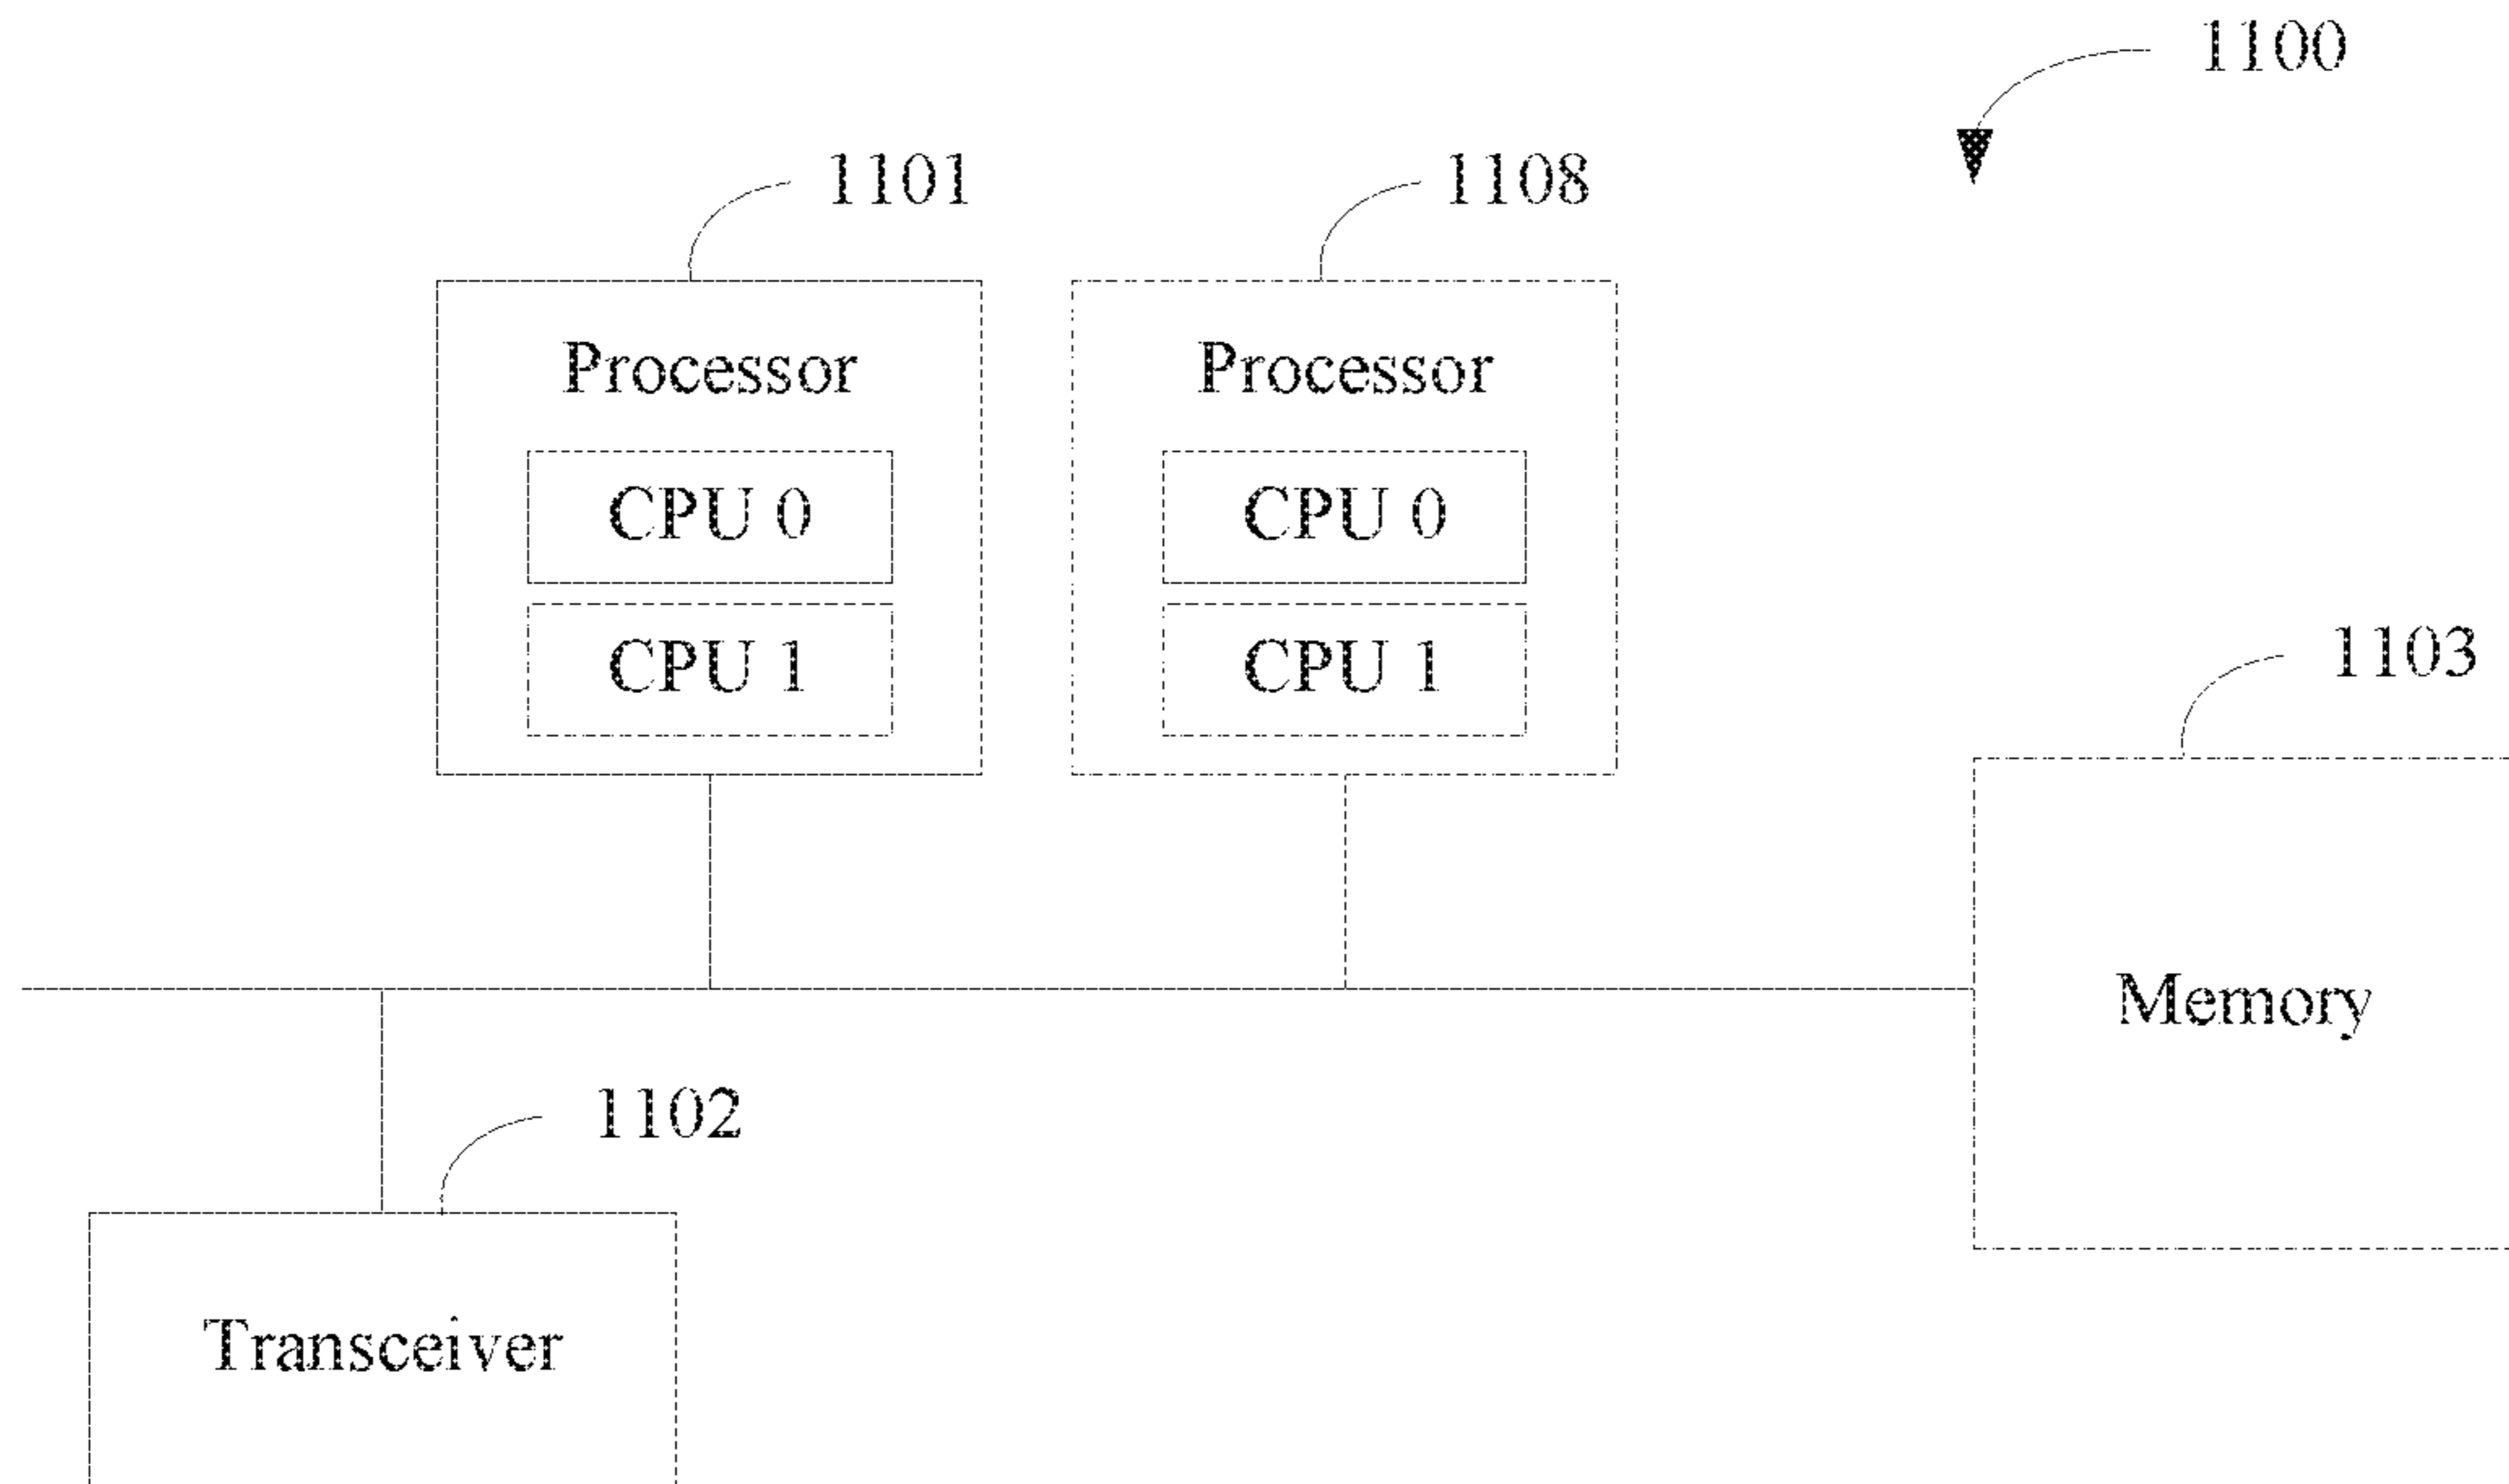 1100
1101
1108
Processor
Processor
CPU 0
CPU 0
CPU 1
CPU 1
1103
Memory
1102
Transceiver